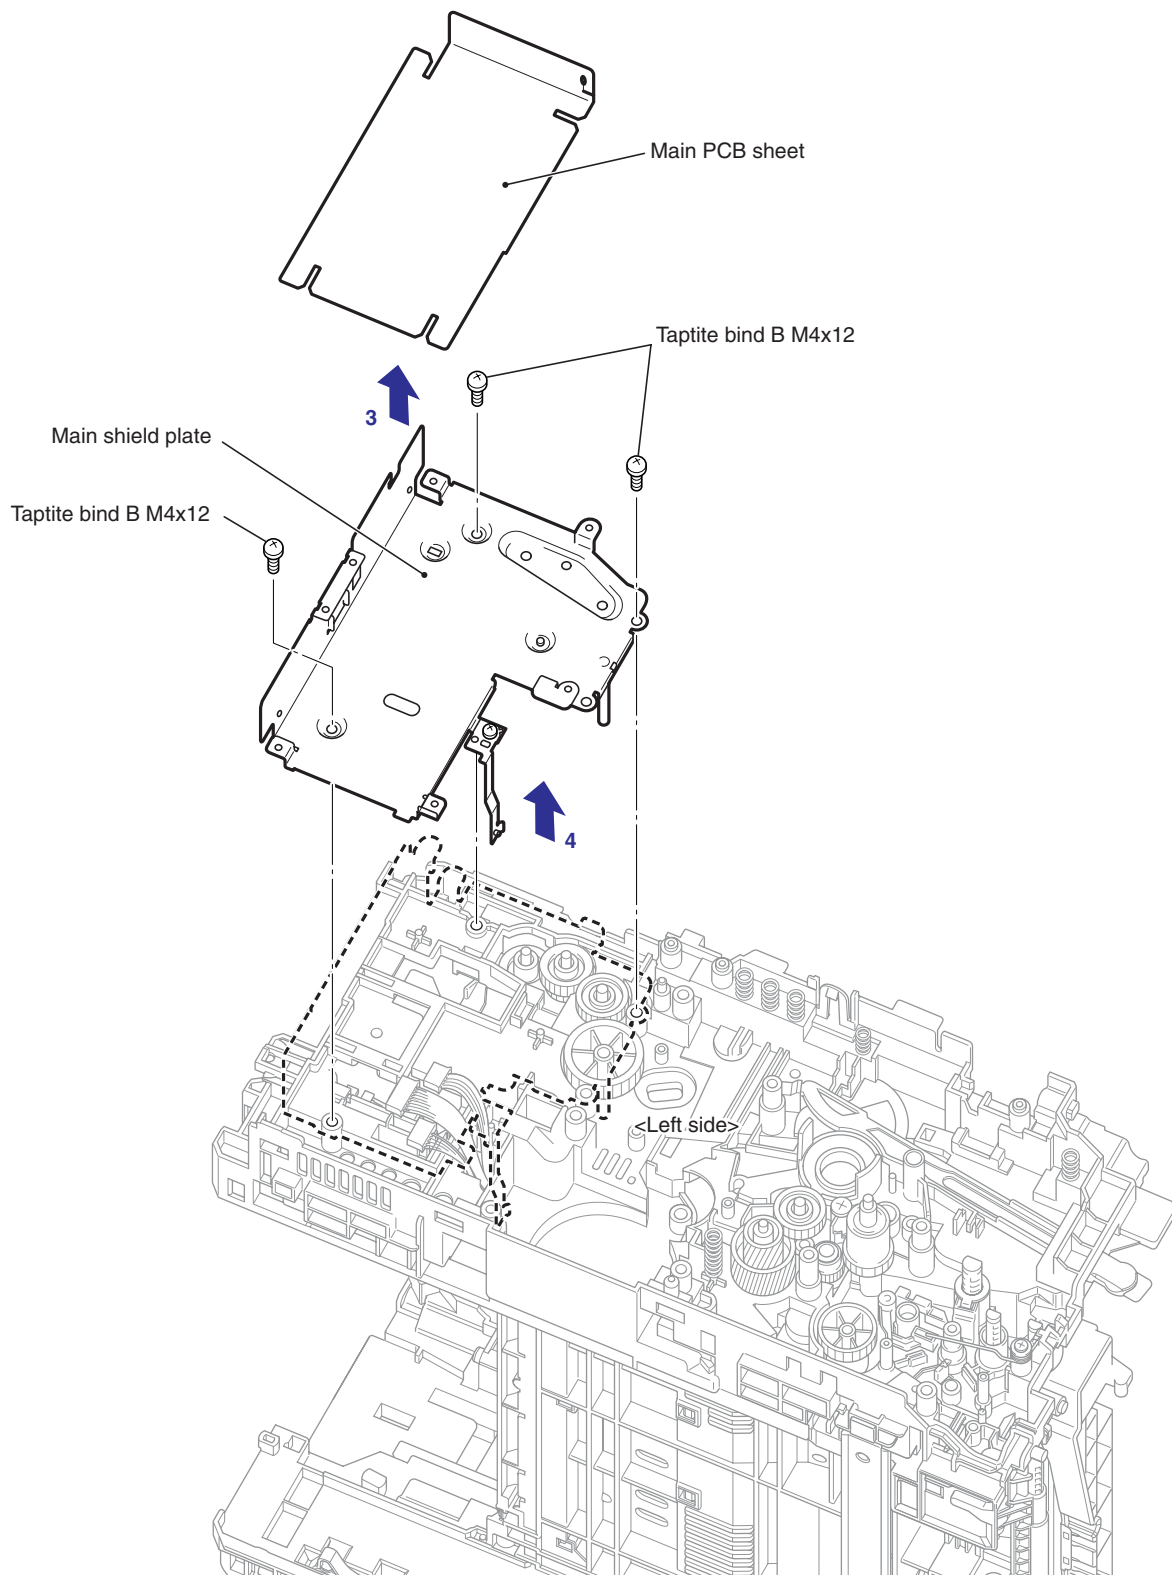 Main PCB sheet
Taptite bind B M4x12
3
Main shield plate
Taptite bind B M4x12
4
<Left side>